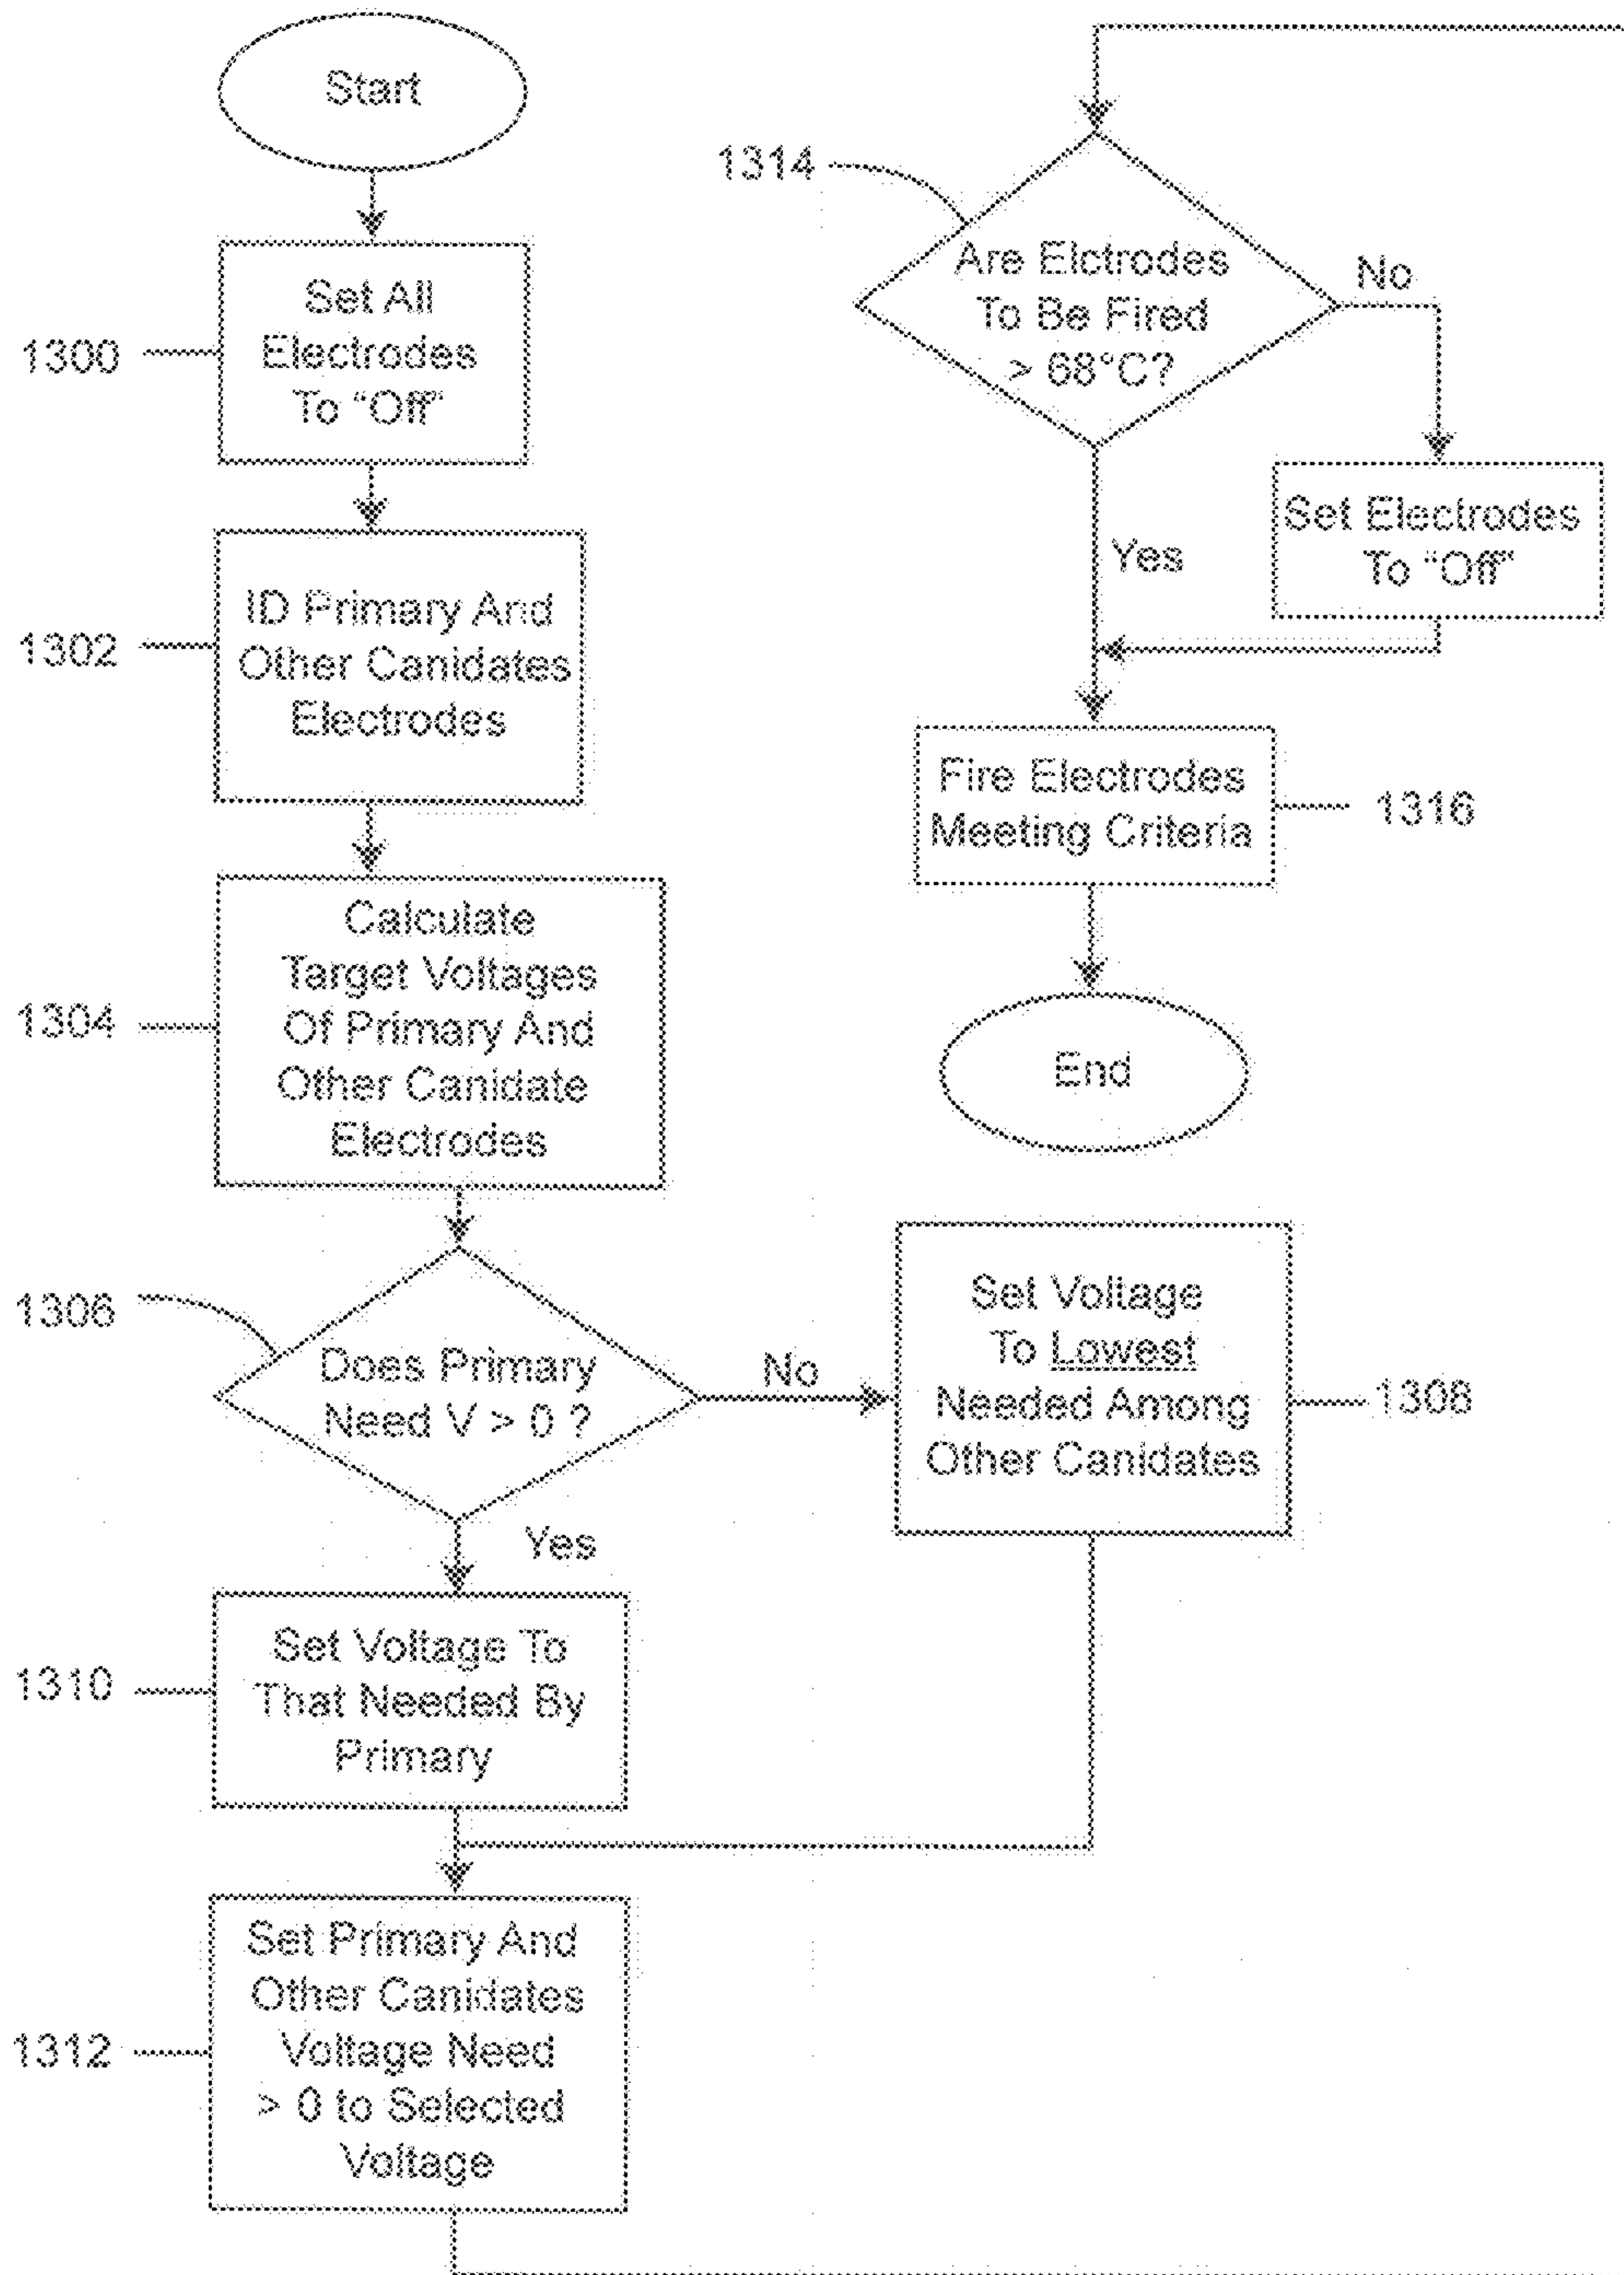 Start
1300
Set All
Electrodes
To "Off"
1302
ID Primary And
Other Canidates
Electrodes
1304
Calculate
Target Voltages
Of Primary And
Other Canidate
Electrodes
1306
Does Primary
Need V > 0 ?
No
Yes
Set Voltage
To Lowest
Needed Among
Other Canidates
1308
1310
Set Voltage To
That Needed By
Primary
1312
Set Primary And
Other Canidates
Voltage Need
> 0 to Selected
Voltage
1314
Are Elctrodes
To Be Fired
> 68°C?
No
Yes
Set Electrodes
To "Off"
Fire Electrodes
Meeting Criteria
1316
End